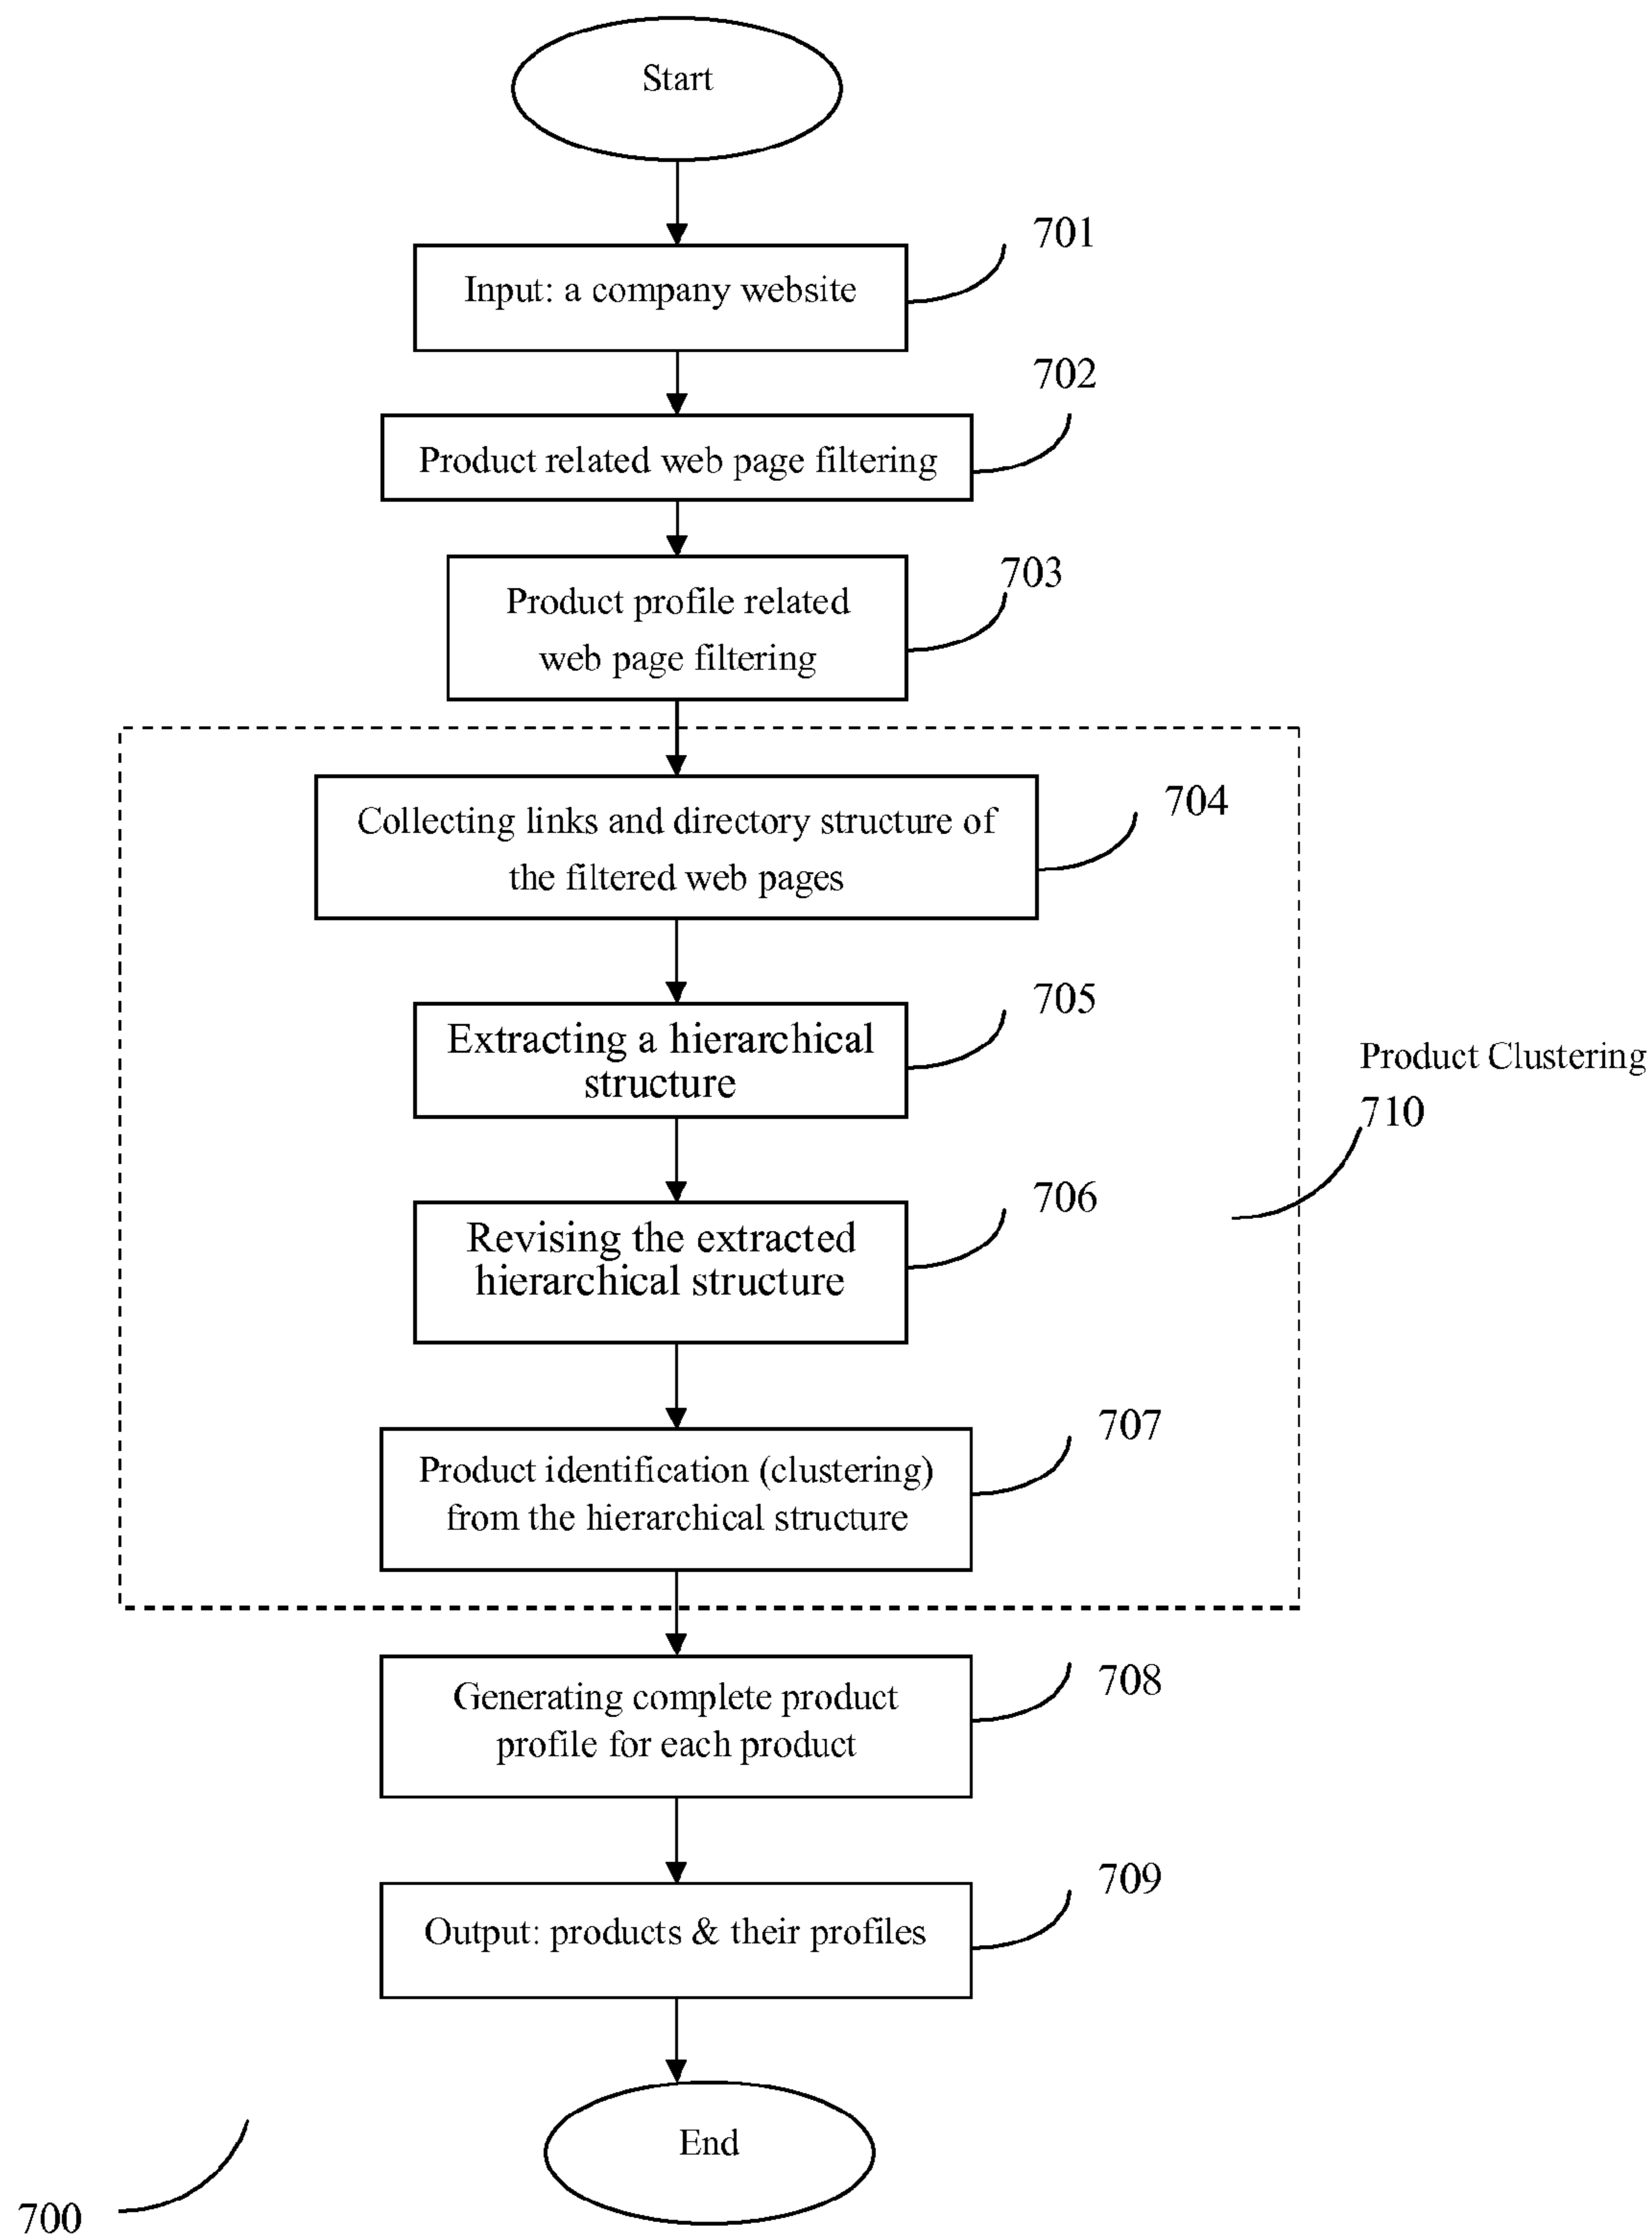 Start
701
Input: a company website
702
Product related web page filtering
703
Product profile related
web page filtering
704
Collecting links and directory structure of
the filtered web pages
705
Extracting a hierarchical
structure
Product Clustering
710
706
Revising the extracted
hierarchical structure
707
Product identification (clustering)
from the hierarchical structure
708
Generating complete product
profile for each product
709
Output: products & their profiles
End
700